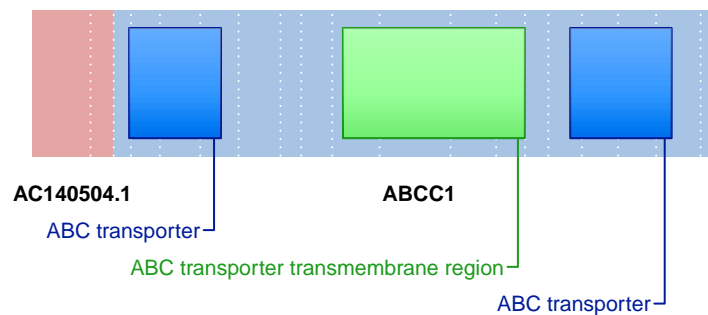 AC140504.1 ABCC1
ABC transporter
ABC transporter transmembrane region
ABC transporter